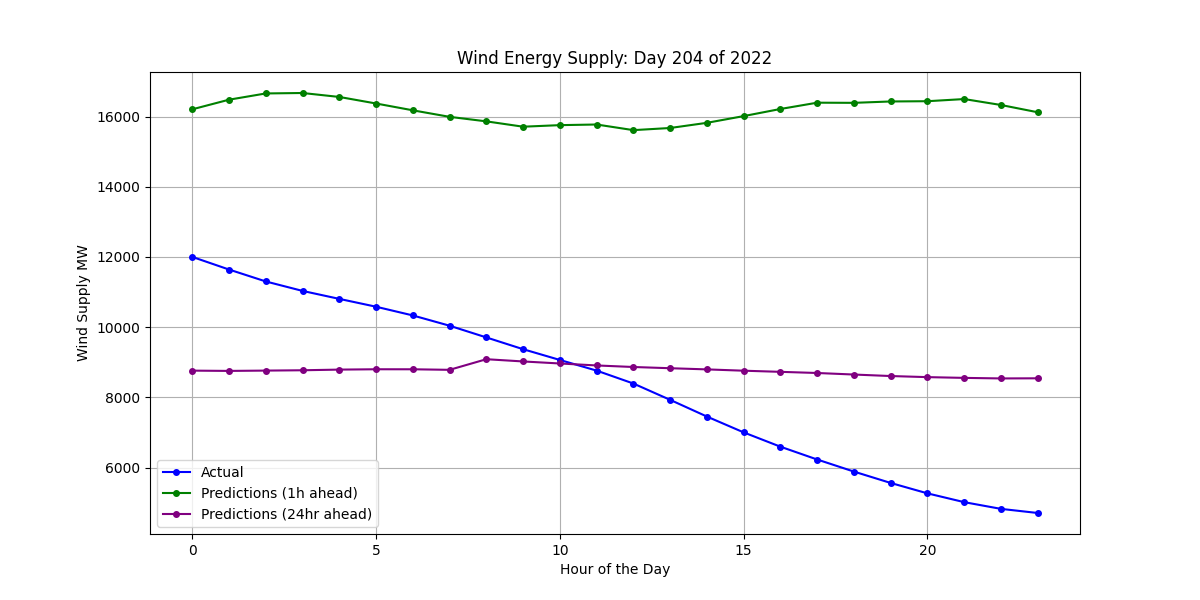 Wind Energy Supply: Day 204 of 2022
Wind Supply MW
16000
14000
12000
10000
8000
6000
Actual
Predictions (1h ahead)
Predictions (24hr ahead)
0 5 10 15 20
Hour of the Day